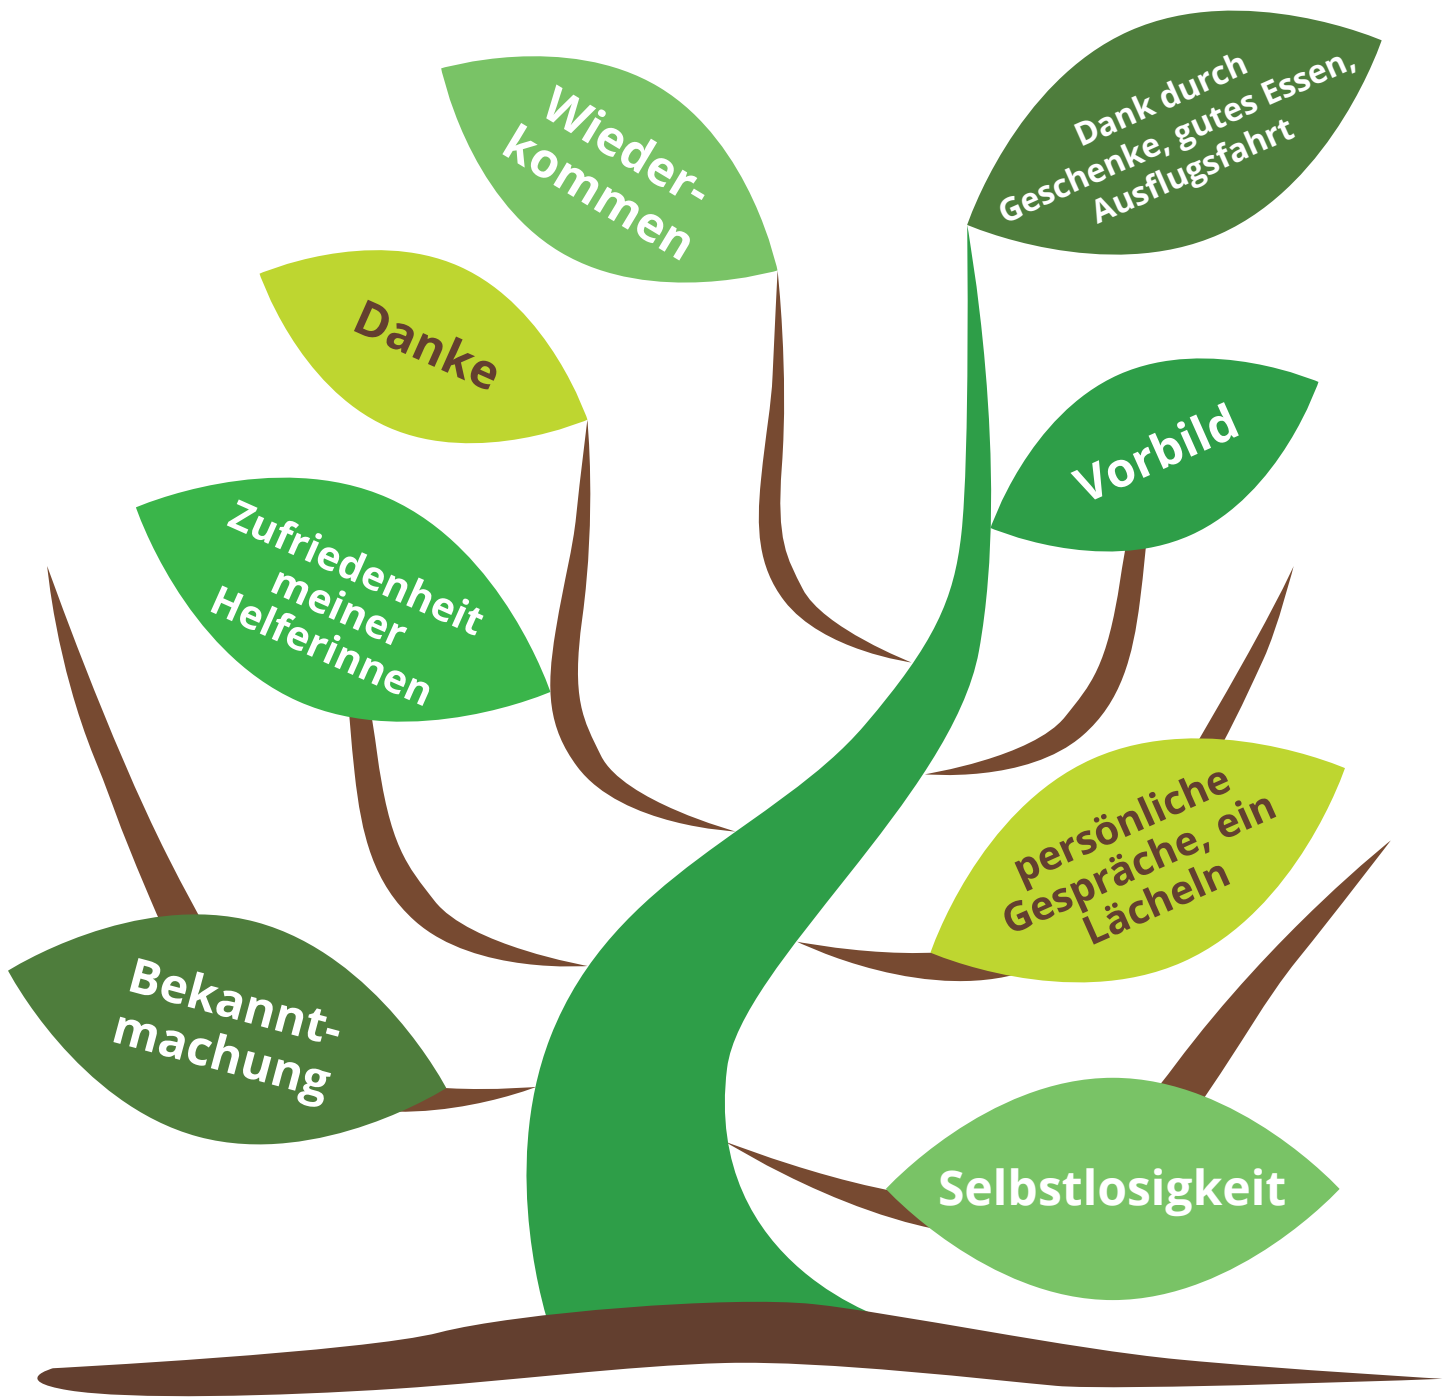 Dank durch
Geschenke, gutes Essen,
Ausflugsfahrt
Wieder-
kommen
Danke
Vorbild
Zufriedenheit
meiner
Helferinnen
persönliche
Gespräche, ein
Lächeln
Bekannt-
machung
Selbstlosigkeit